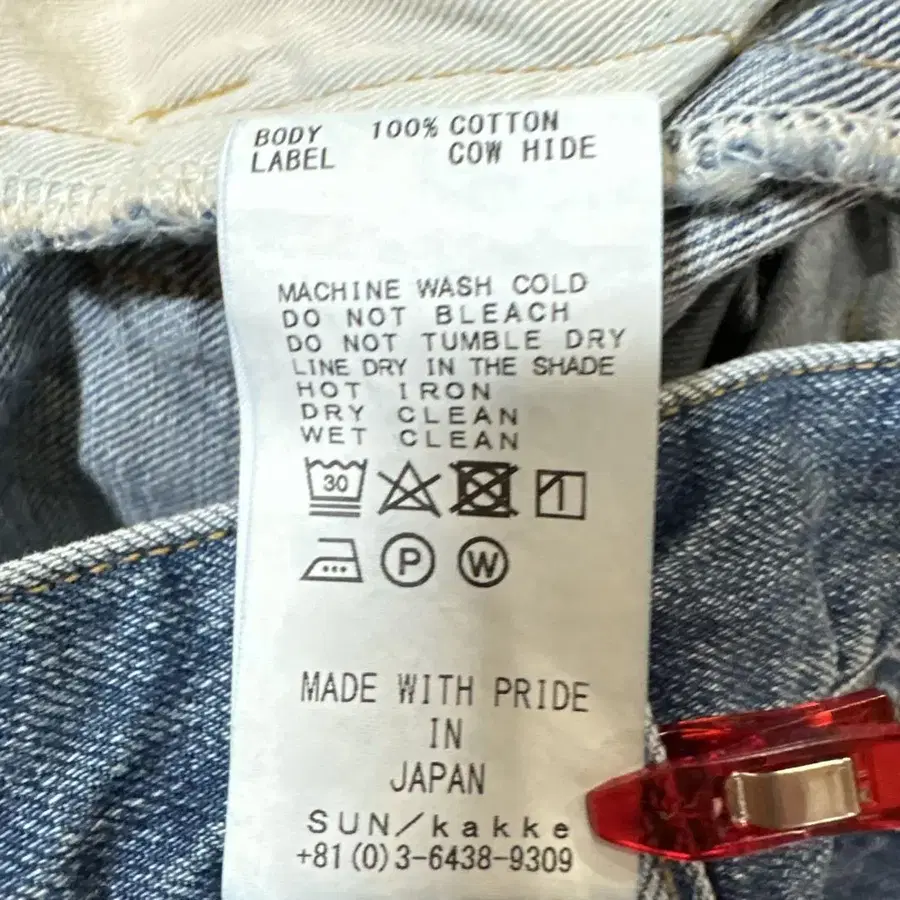 BODY 100% COTTON
LABEL COW HIDE
MACHINE WASH COLD
DO NOT BLEACH
DO NOT TUMBLE DRY
LINE DRY IN THE SHADE
HOT IRON
DRY CLEAN
WET CLEAN
30
P W
MADE WITH PRIDE
IN
JAPAN
SUN/kakke
+81(0)3-6438-9309